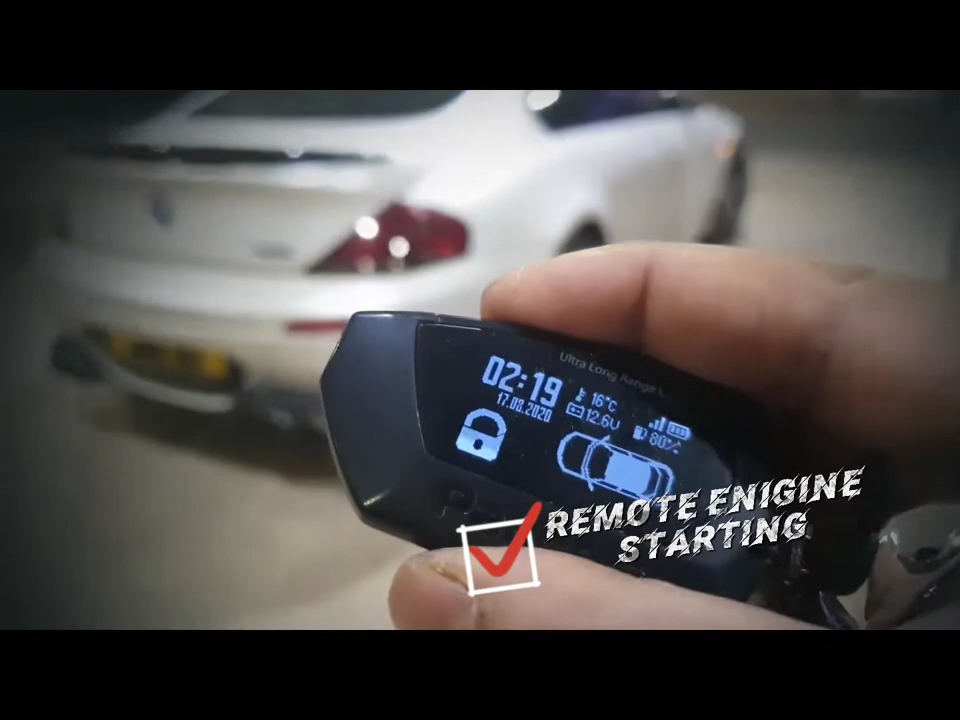 Ultra Long Range L
02:19
17.08.2020
16°C
12.6V
80%
REMOTE ENIGINE
STARTING